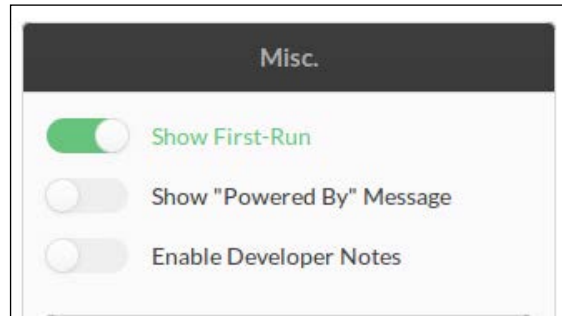 Misc.
Show First-Run
Show "Powered By" Message
Enable Developer Notes